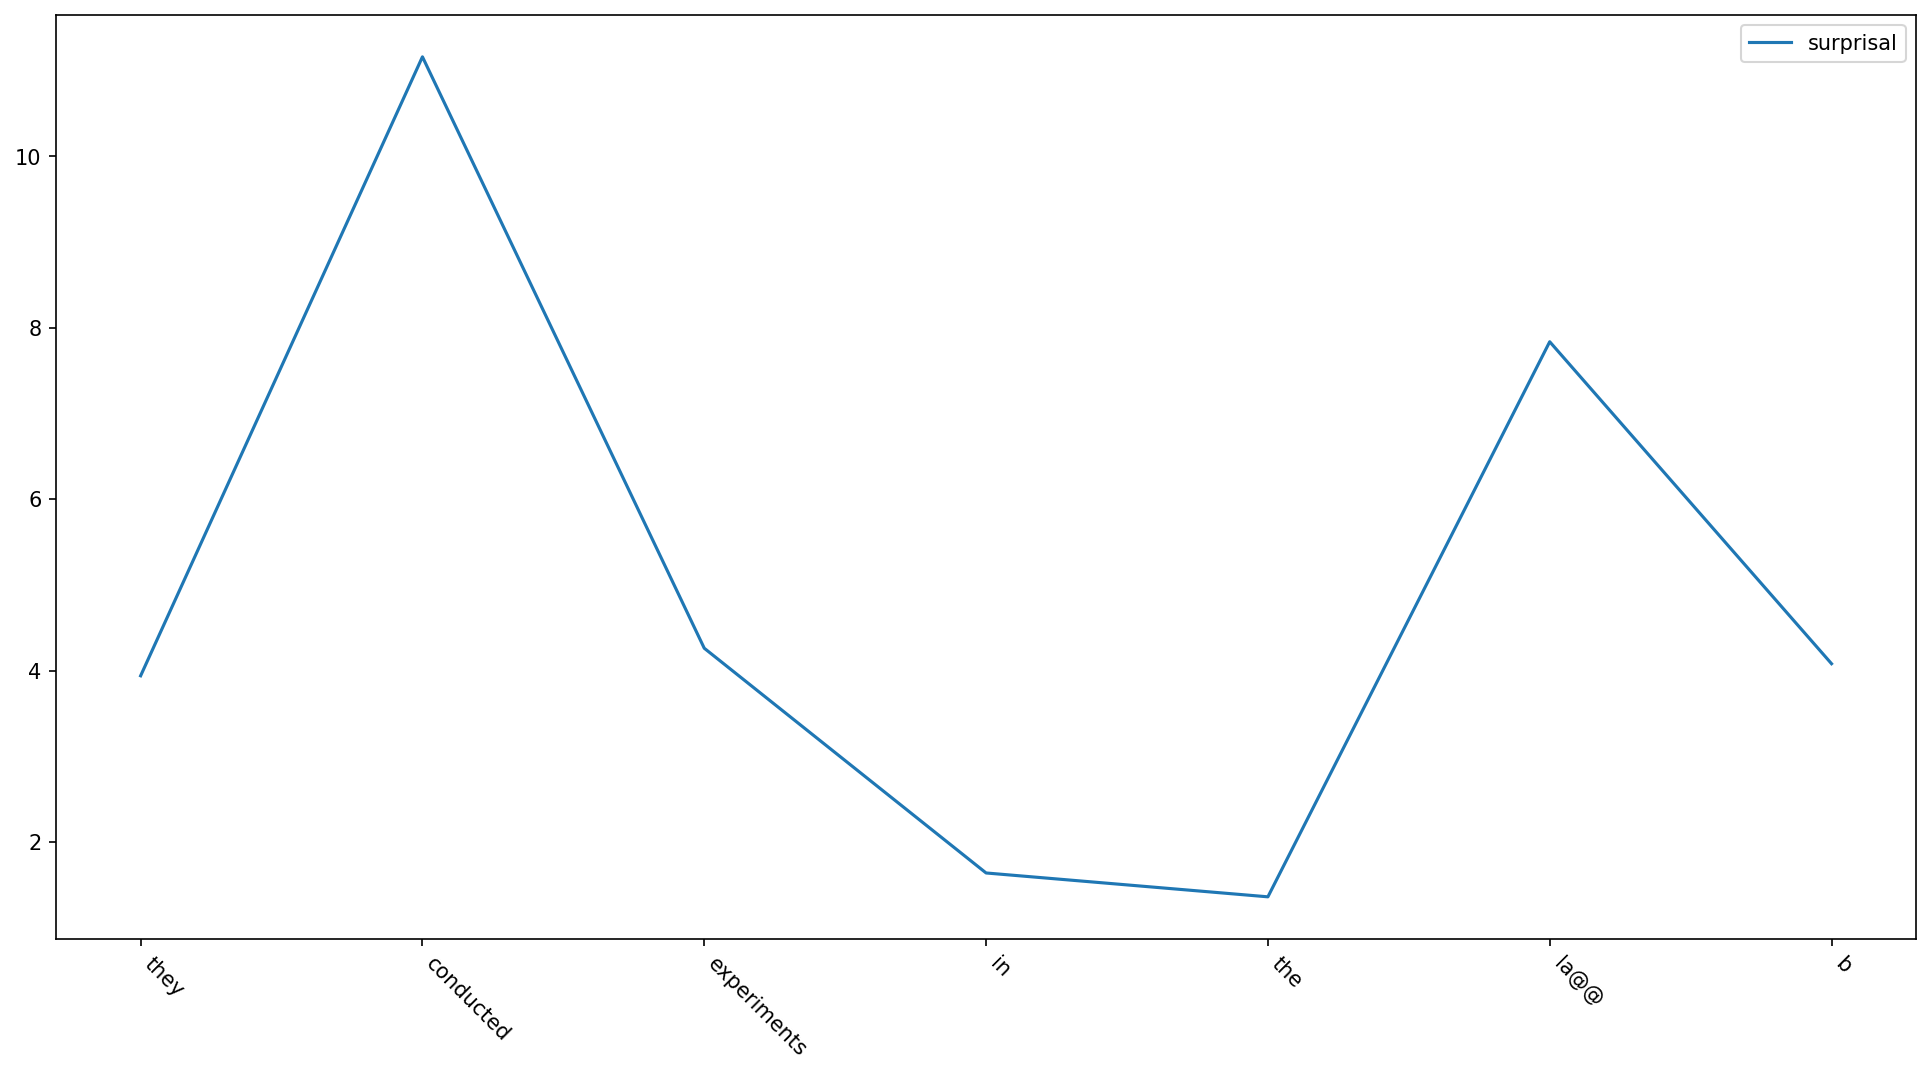 surprisal
10
8
6
4
2
they
conducted
experiments
in
the
la@@
b